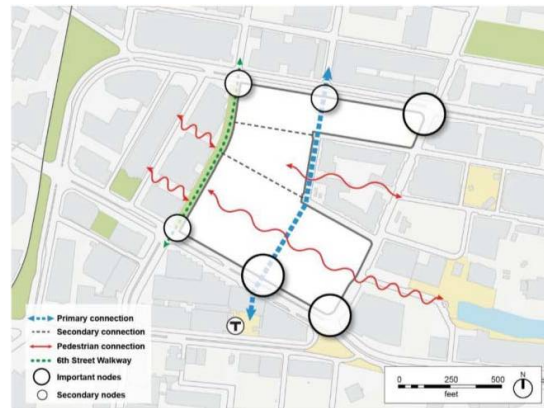 Primary connection
Secondary connection
Pedestrian connection
6th Street Walkway
Important nodes
Secondary nodes
T
N
0 250 500
feet